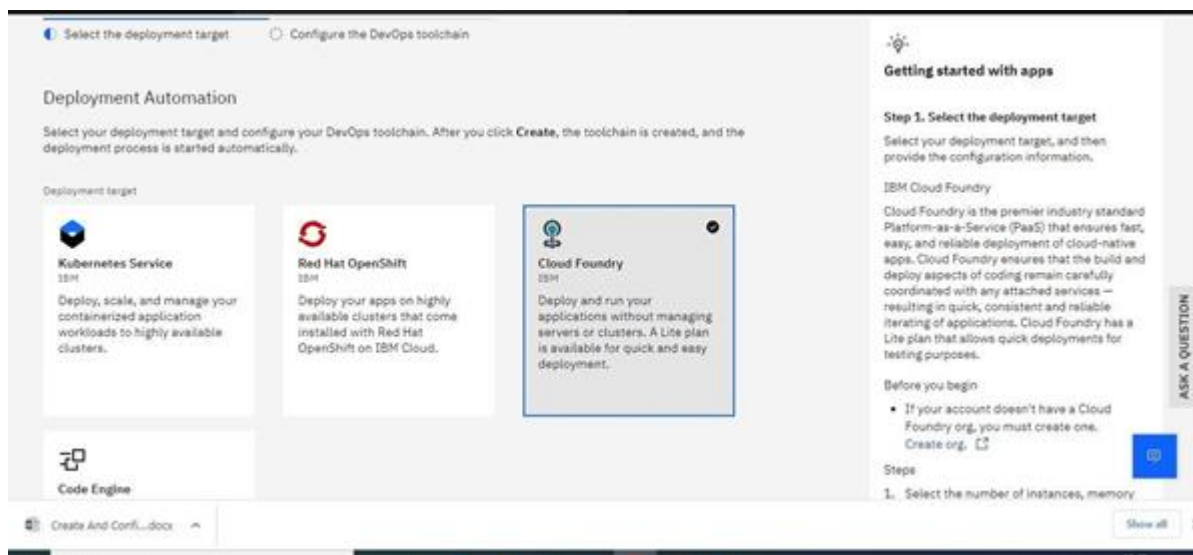 Select the deployment target
Configure the DevOps toolchain
Deployment Automation
Select your deployment target and configure your DevOps toolchain. After you click Create, the toolchain is created, and the
deployment process is started automatically.
Deployment target
Kubernetes Service
IBM
Deploy, scale, and manage your
containerized application
workloads to highly available
clusters.
Red Hat OpenShift
IBM
Deploy your apps on highly
available clusters that come
installed with Red Hat
OpenShift on IBM Cloud.
Cloud Foundry
IBM
Deploy and run your
applications without managing
servers or clusters. A Lite plan
is available for quick and easy
deployment.
Code Engine
Getting started with apps
Step 1. Select the deployment target
Select your deployment target, and then
provide the configuration information.
IBM Cloud Foundry
Cloud Foundry is the premier industry standard
Platform-as-a-Service (PaaS) that ensures fast,
easy, and reliable deployment of cloud-native
apps. Cloud Foundry ensures that the build and
deploy aspects of coding remain carefully
coordinated with any attached services —
resulting in quick, consistent and reliable
iterating of applications. Cloud Foundry has a
Lite plan that allows quick deployments for
testing purposes.
Before you begin
• If your account doesn't have a Cloud
Foundry org, you must create one.
Create org.
Steps
1. Select the number of instances, memory
ASK A QUESTION
Create And Confi....docx
Show all